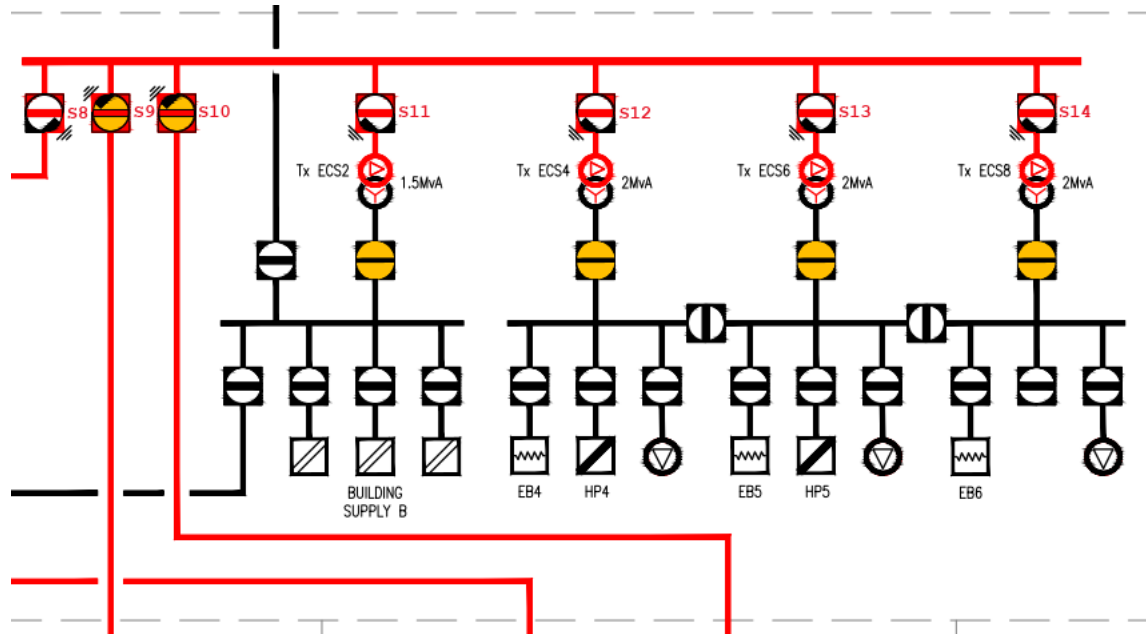 S8
S9
S10
S11
S12
S13
S14
Tx ECS2
1.5MvA
Tx ECS4
2MvA
Tx ECS6
2MvA
Tx ECS8
2MvA
BUILDING
SUPPLY B
EB4
HP4
EB5
HP5
EB6